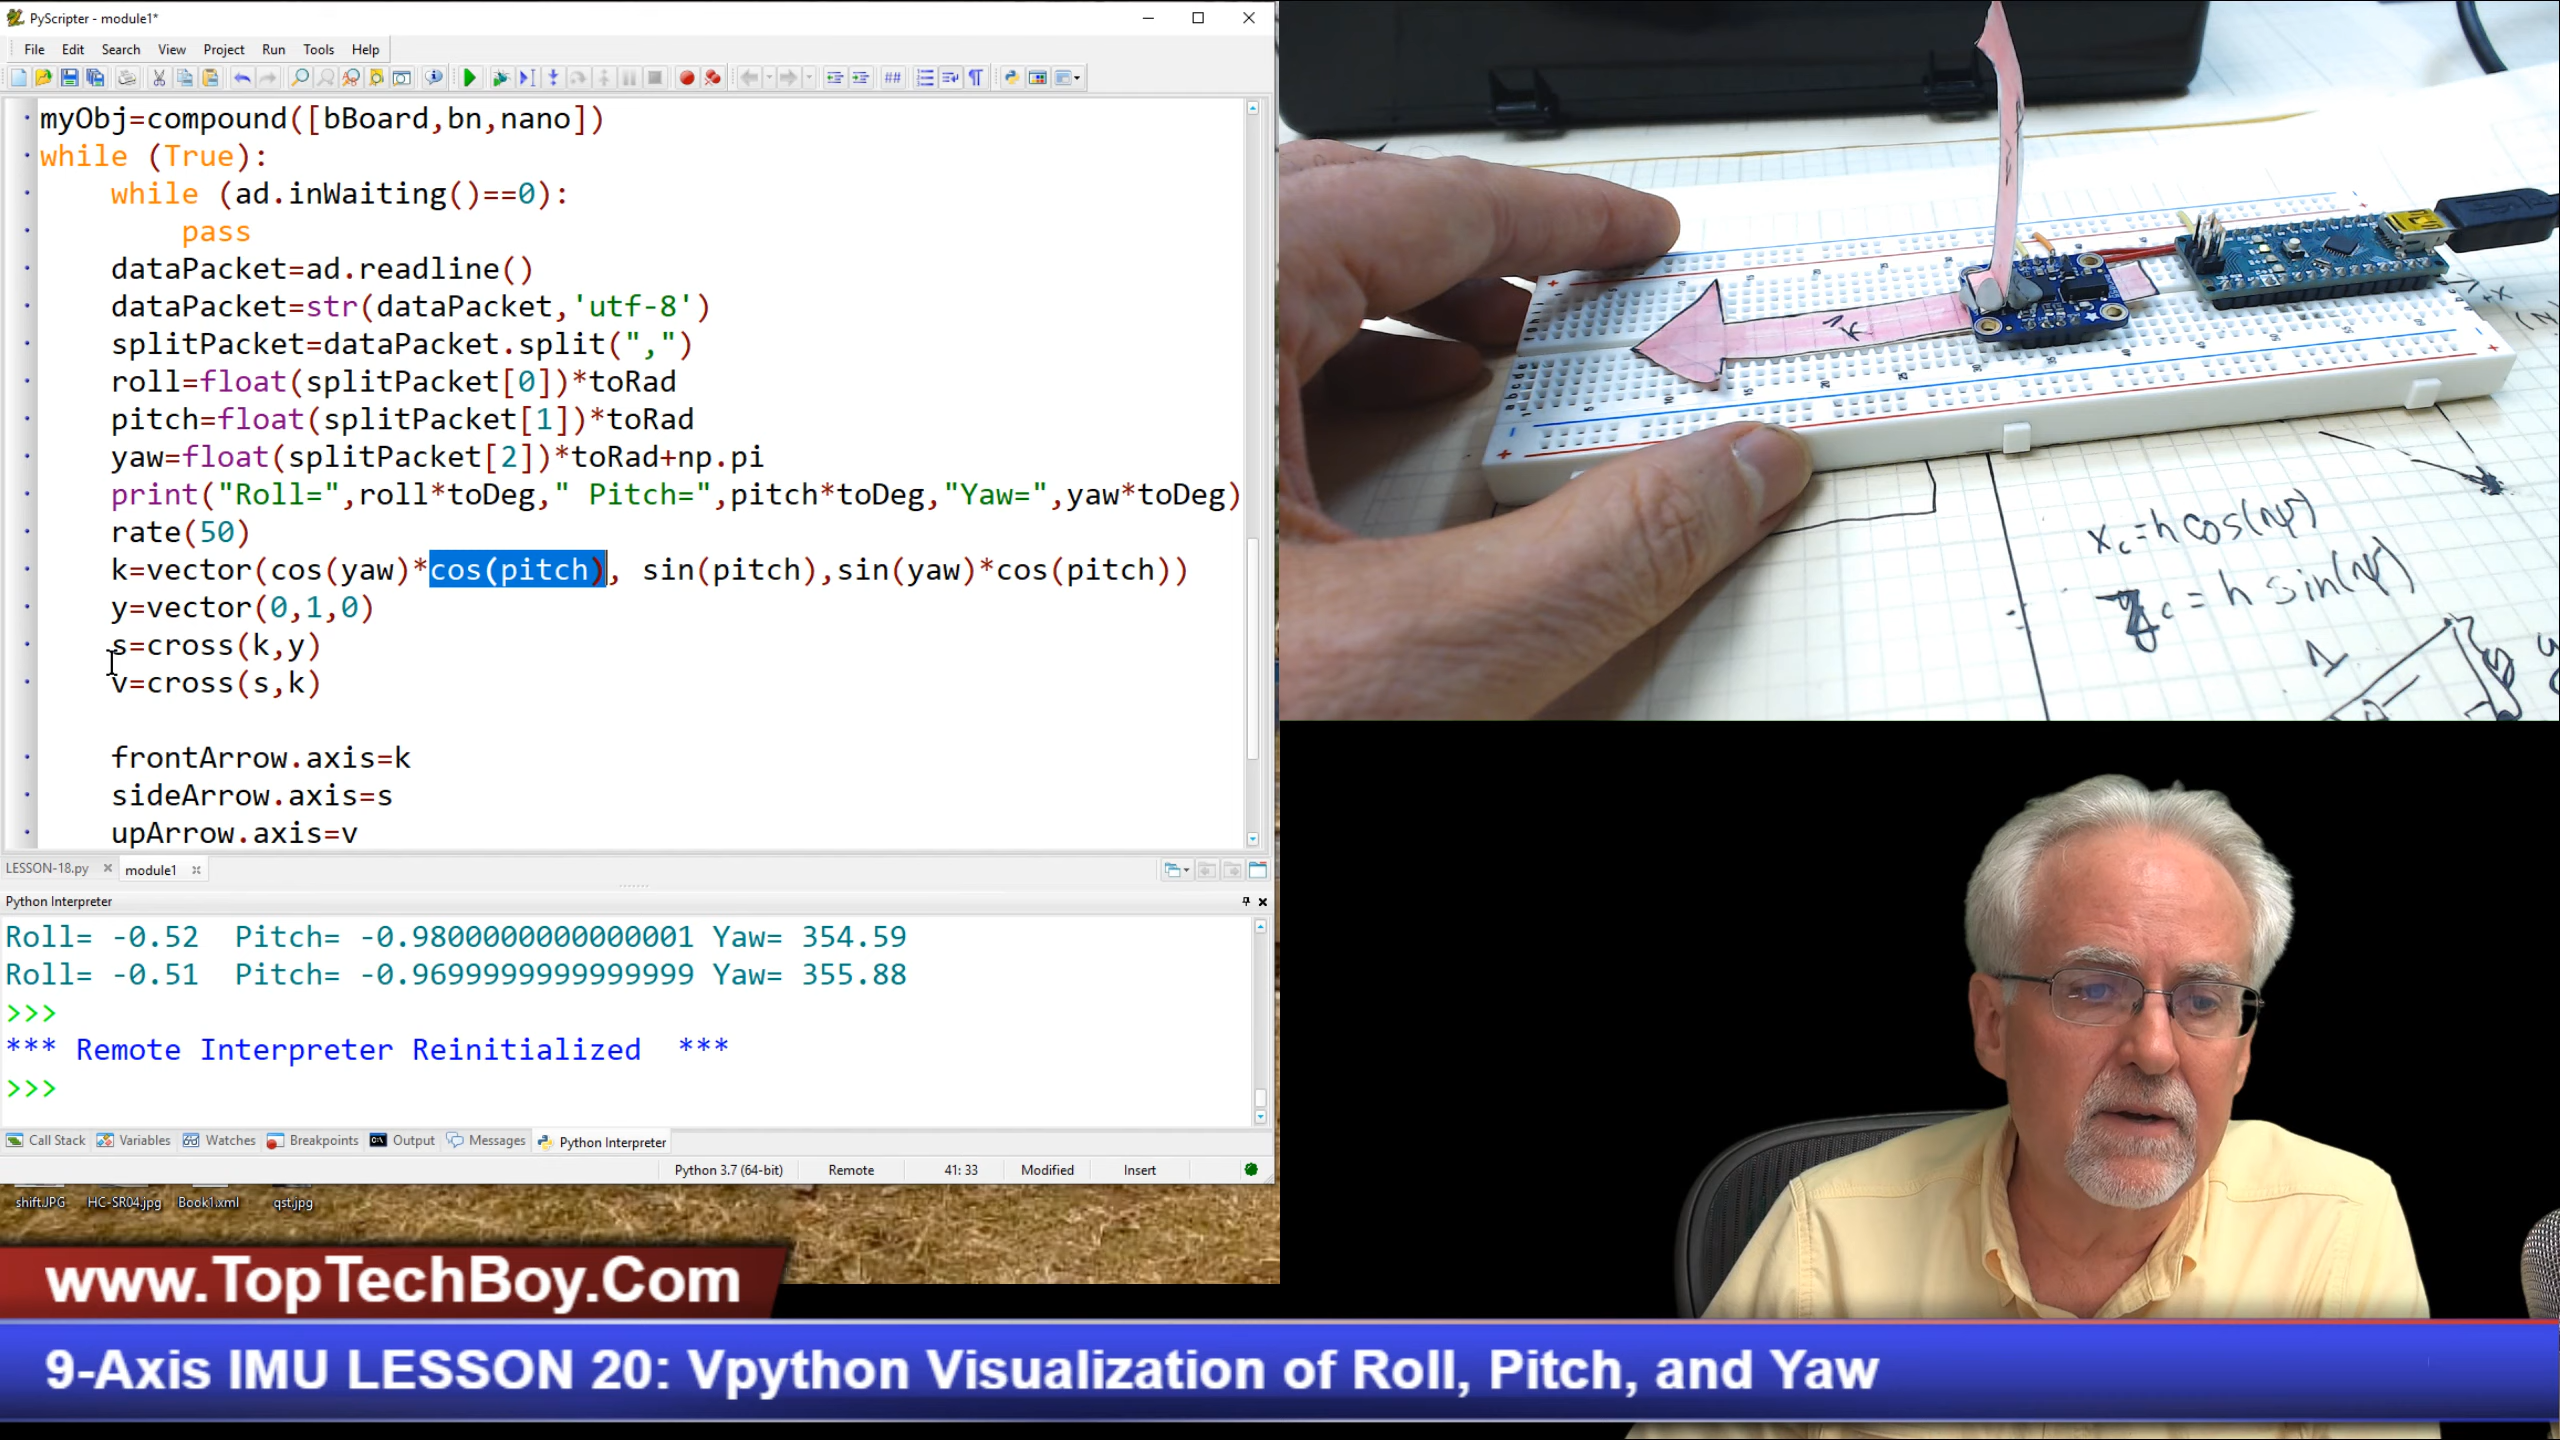 PyScripter - module1*
File Edit Search View Project Run Tools Help
myObj=compound([bBoard,bn,nano])
while (True):
while (ad.inWaiting()==0):
pass
dataPacket=ad.readline()
dataPacket=str(dataPacket,'utf-8')
splitPacket=dataPacket.split(",")
roll=float(splitPacket[0])*toRad
pitch=float(splitPacket[1])*toRad
yaw=float(splitPacket[2])*toRad+np.pi
print("Roll=",roll*toDeg," Pitch=",pitch*toDeg,"Yaw=",yaw*toDeg)
rate(50)
k=vector(cos(yaw)*cos(pitch), sin(pitch),sin(yaw)*cos(pitch))
y=vector(0,1,0)
s=cross(k,y)
v=cross(s,k)
frontArrow.axis=k
sideArrow.axis=s
upArrow.axis=v
LESSON-18.py module1
Python Interpreter
Roll= -0.52 Pitch= -0.9800000000000001 Yaw= 354.59
Roll= -0.51 Pitch= -0.9699999999999999 Yaw= 355.88
>>>
*** Remote Interpreter Reinitialized ***
>>>
Call Stack Variables Watches Breakpoints Output Messages Python Interpreter
Python 3.7 (64-bit) Remote 41: 33 Modified Insert
shift.JPG HC-SR04.jpg Book1.xml qst.jpg
k
www.TopTechBoy.Com
9-Axis IMU LESSON 20: Vpython Visualization of Roll, Pitch, and Yaw